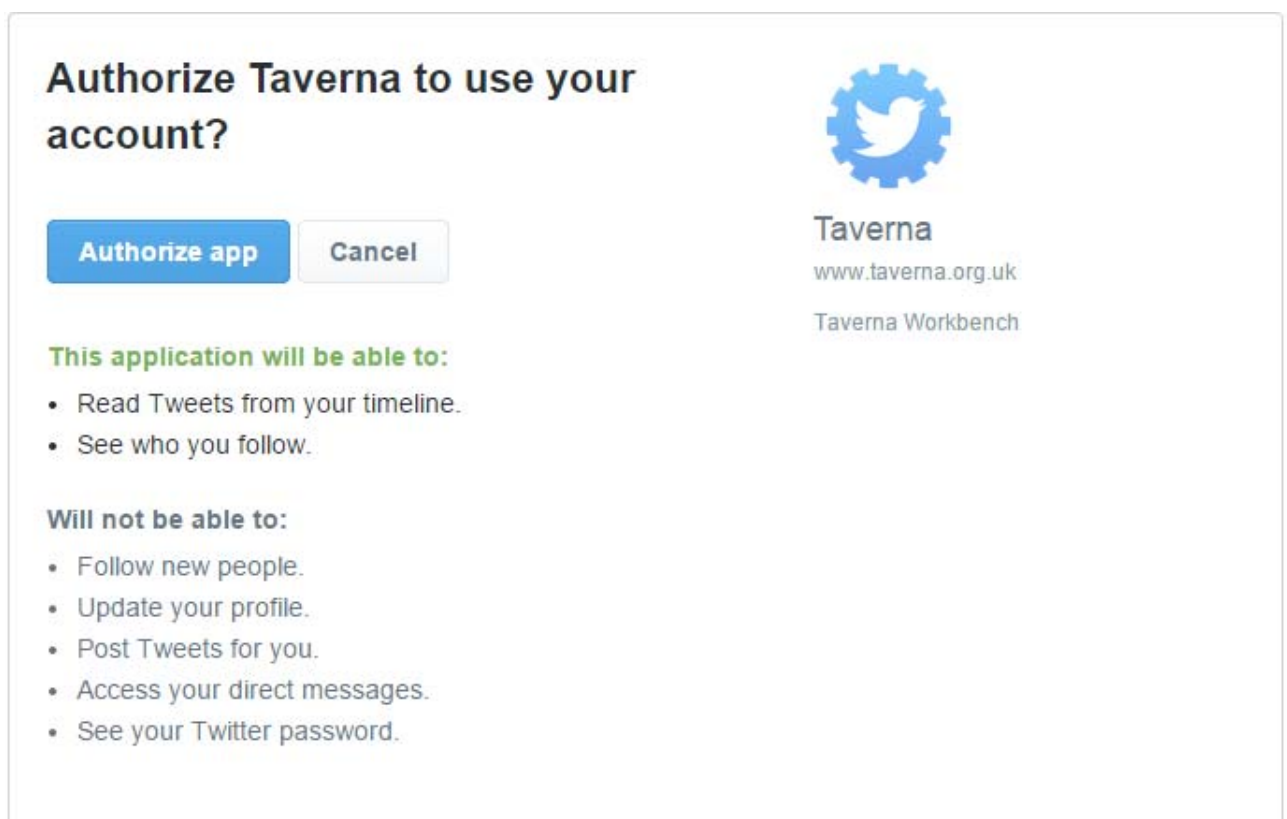 Authorize Taverna to use your
account?
Authorize app
Cancel
This application will be able to:
• Read Tweets from your timeline.
• See who you follow.
Will not be able to:
• Follow new people.
• Update your profile.
• Post Tweets for you.
• Access your direct messages.
• See your Twitter password.
Taverna
www.taverna.org.uk
Taverna Workbench